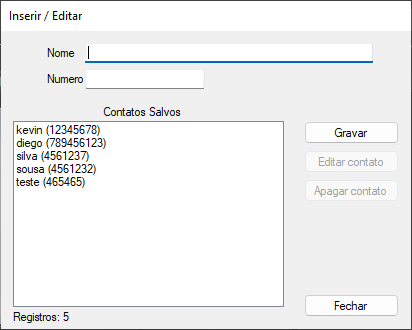 Inserir / Editar
Nome
Numero
Contatos Salvos
kevin (12345678)
diego (789456123)
silva (4561237)
sousa (4561232)
teste (465465)
Gravar
Editar contato
Apagar contato
Fechar
Registros: 5